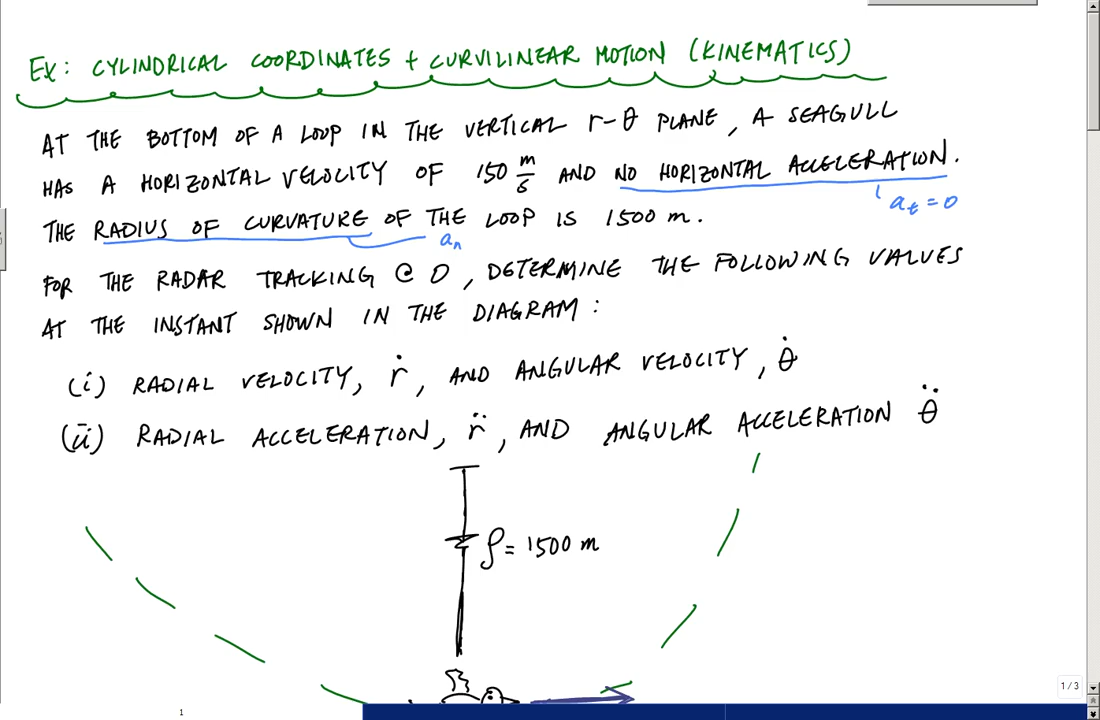 Ex: CYLINDRICAL COORDINATES + CURVILINEAR MOTION (KINEMATICS)
AT THE BOTTOM OF A LOOP IN THE VERTICAL r-θ PLANE, A SEAGULL
HAS A HORIZONTAL VELOCITY OF 150 m/s AND NO HORIZONTAL ACCELERATION.
a_t = 0
THE RADIUS OF CURVATURE OF THE LOOP IS 1500 m.
a_n
FOR THE RADAR TRACKING @ O, DETERMINE THE FOLLOWING VALUES
AT THE INSTANT SHOWN IN THE DIAGRAM:
(i) RADIAL VELOCITY, ṙ, AND ANGULAR VELOCITY, θ̇
(ii) RADIAL ACCELERATION, r̈, AND ANGULAR ACCELERATION θ̈
ρ = 1500 m
1/3
1